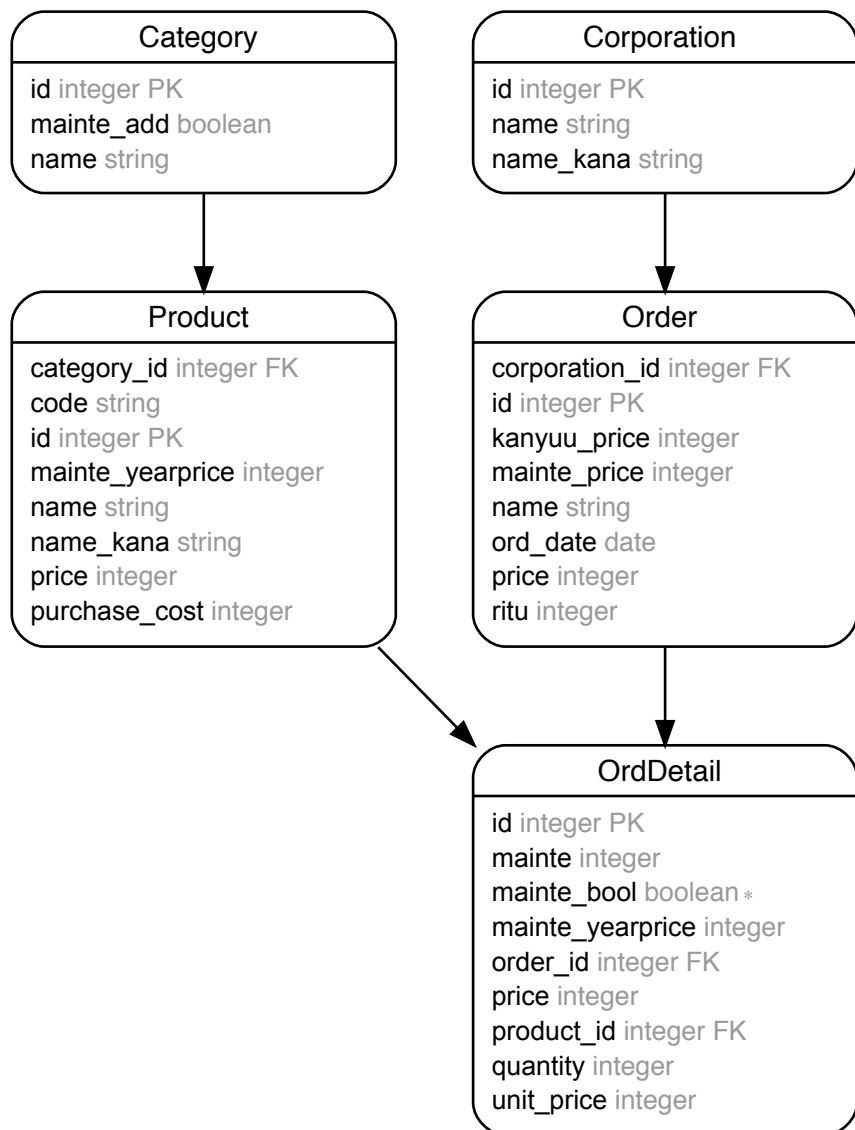 Category
id integer PK
mainte_add boolean
name string
Corporation
id integer PK
name string
name_kana string
Product
category_id integer FK
code string
id integer PK
mainte_yearprice integer
name string
name_kana string
price integer
purchase_cost integer
Order
corporation_id integer FK
id integer PK
kanyuu_price integer
mainte_price integer
name string
ord_date date
price integer
ritu integer
OrdDetail
id integer PK
mainte integer
mainte_bool boolean *
mainte_yearprice integer
order_id integer FK
price integer
product_id integer FK
quantity integer
unit_price integer